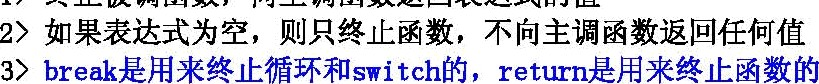 2> 如果表达式为空，则只终止函数，不向主调函数返回任何值
3> break是用来终止循环和switch的，return是用来终止函数的